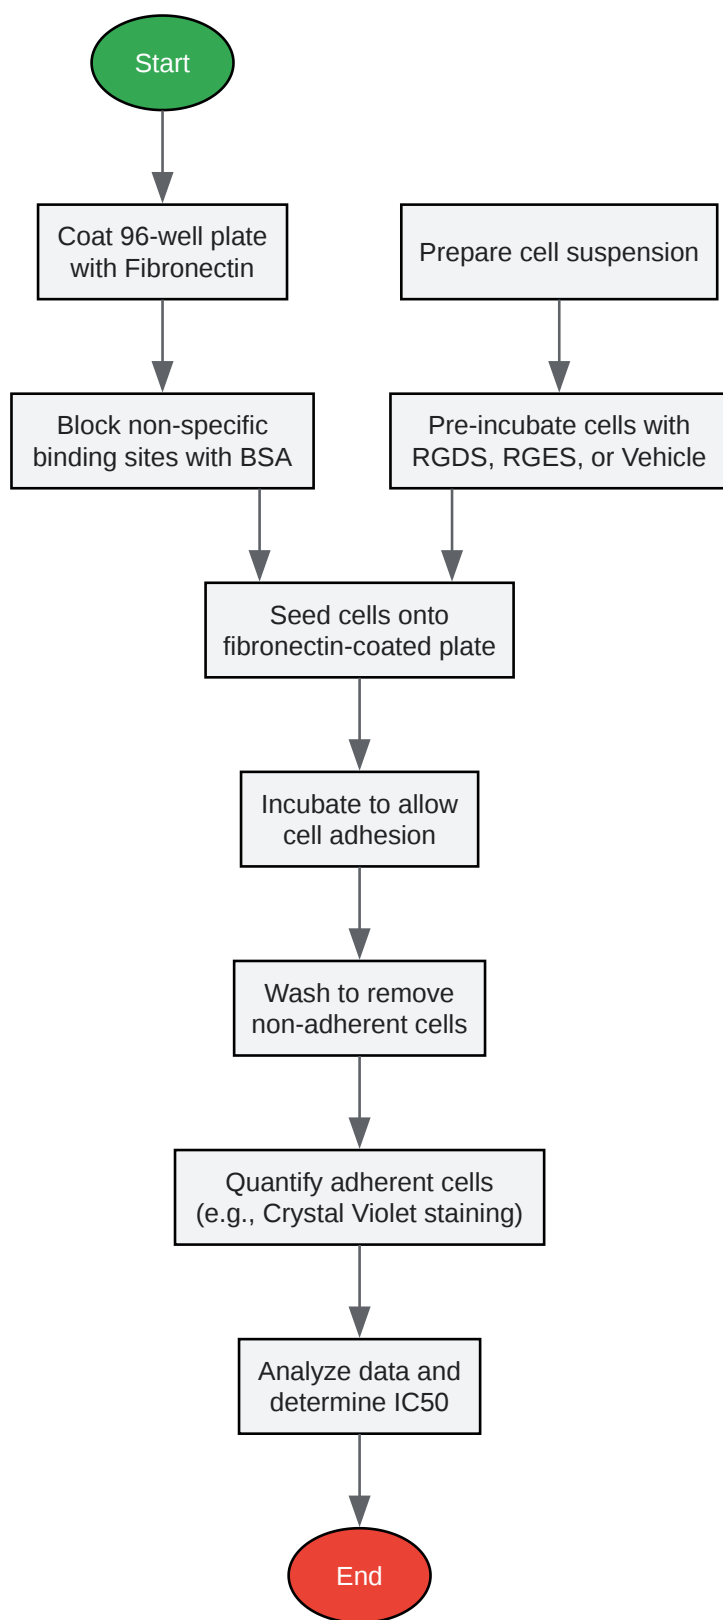 Start
Coat 96-well plate
with Fibronectin
Prepare cell suspension
Block non-specific
binding sites with BSA
Pre-incubate cells with
RGDS, RGES, or Vehicle
Seed cells onto
fibronectin-coated plate
Incubate to allow
cell adhesion
Wash to remove
non-adherent cells
Quantify adherent cells
(e.g., Crystal Violet staining)
Analyze data and
determine IC50
End